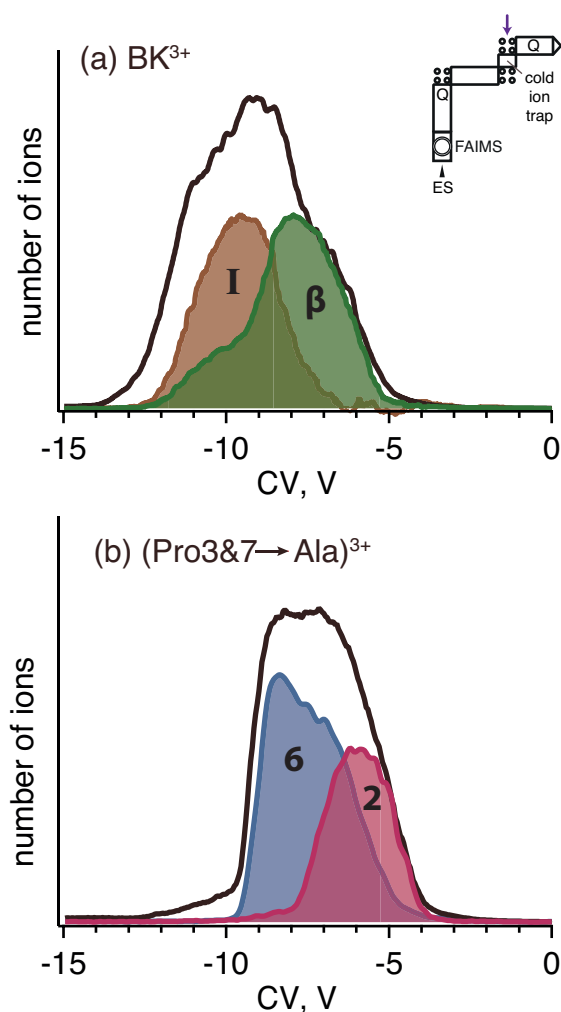 (a) BK³⁺
Q
cold
ion
trap
Q
FAIMS
ES
number of ions
I
β
-15
-10
-5
0
CV, V
(b) (Pro3&7→Ala)³⁺
number of ions
6
2
-15
-10
-5
0
CV, V